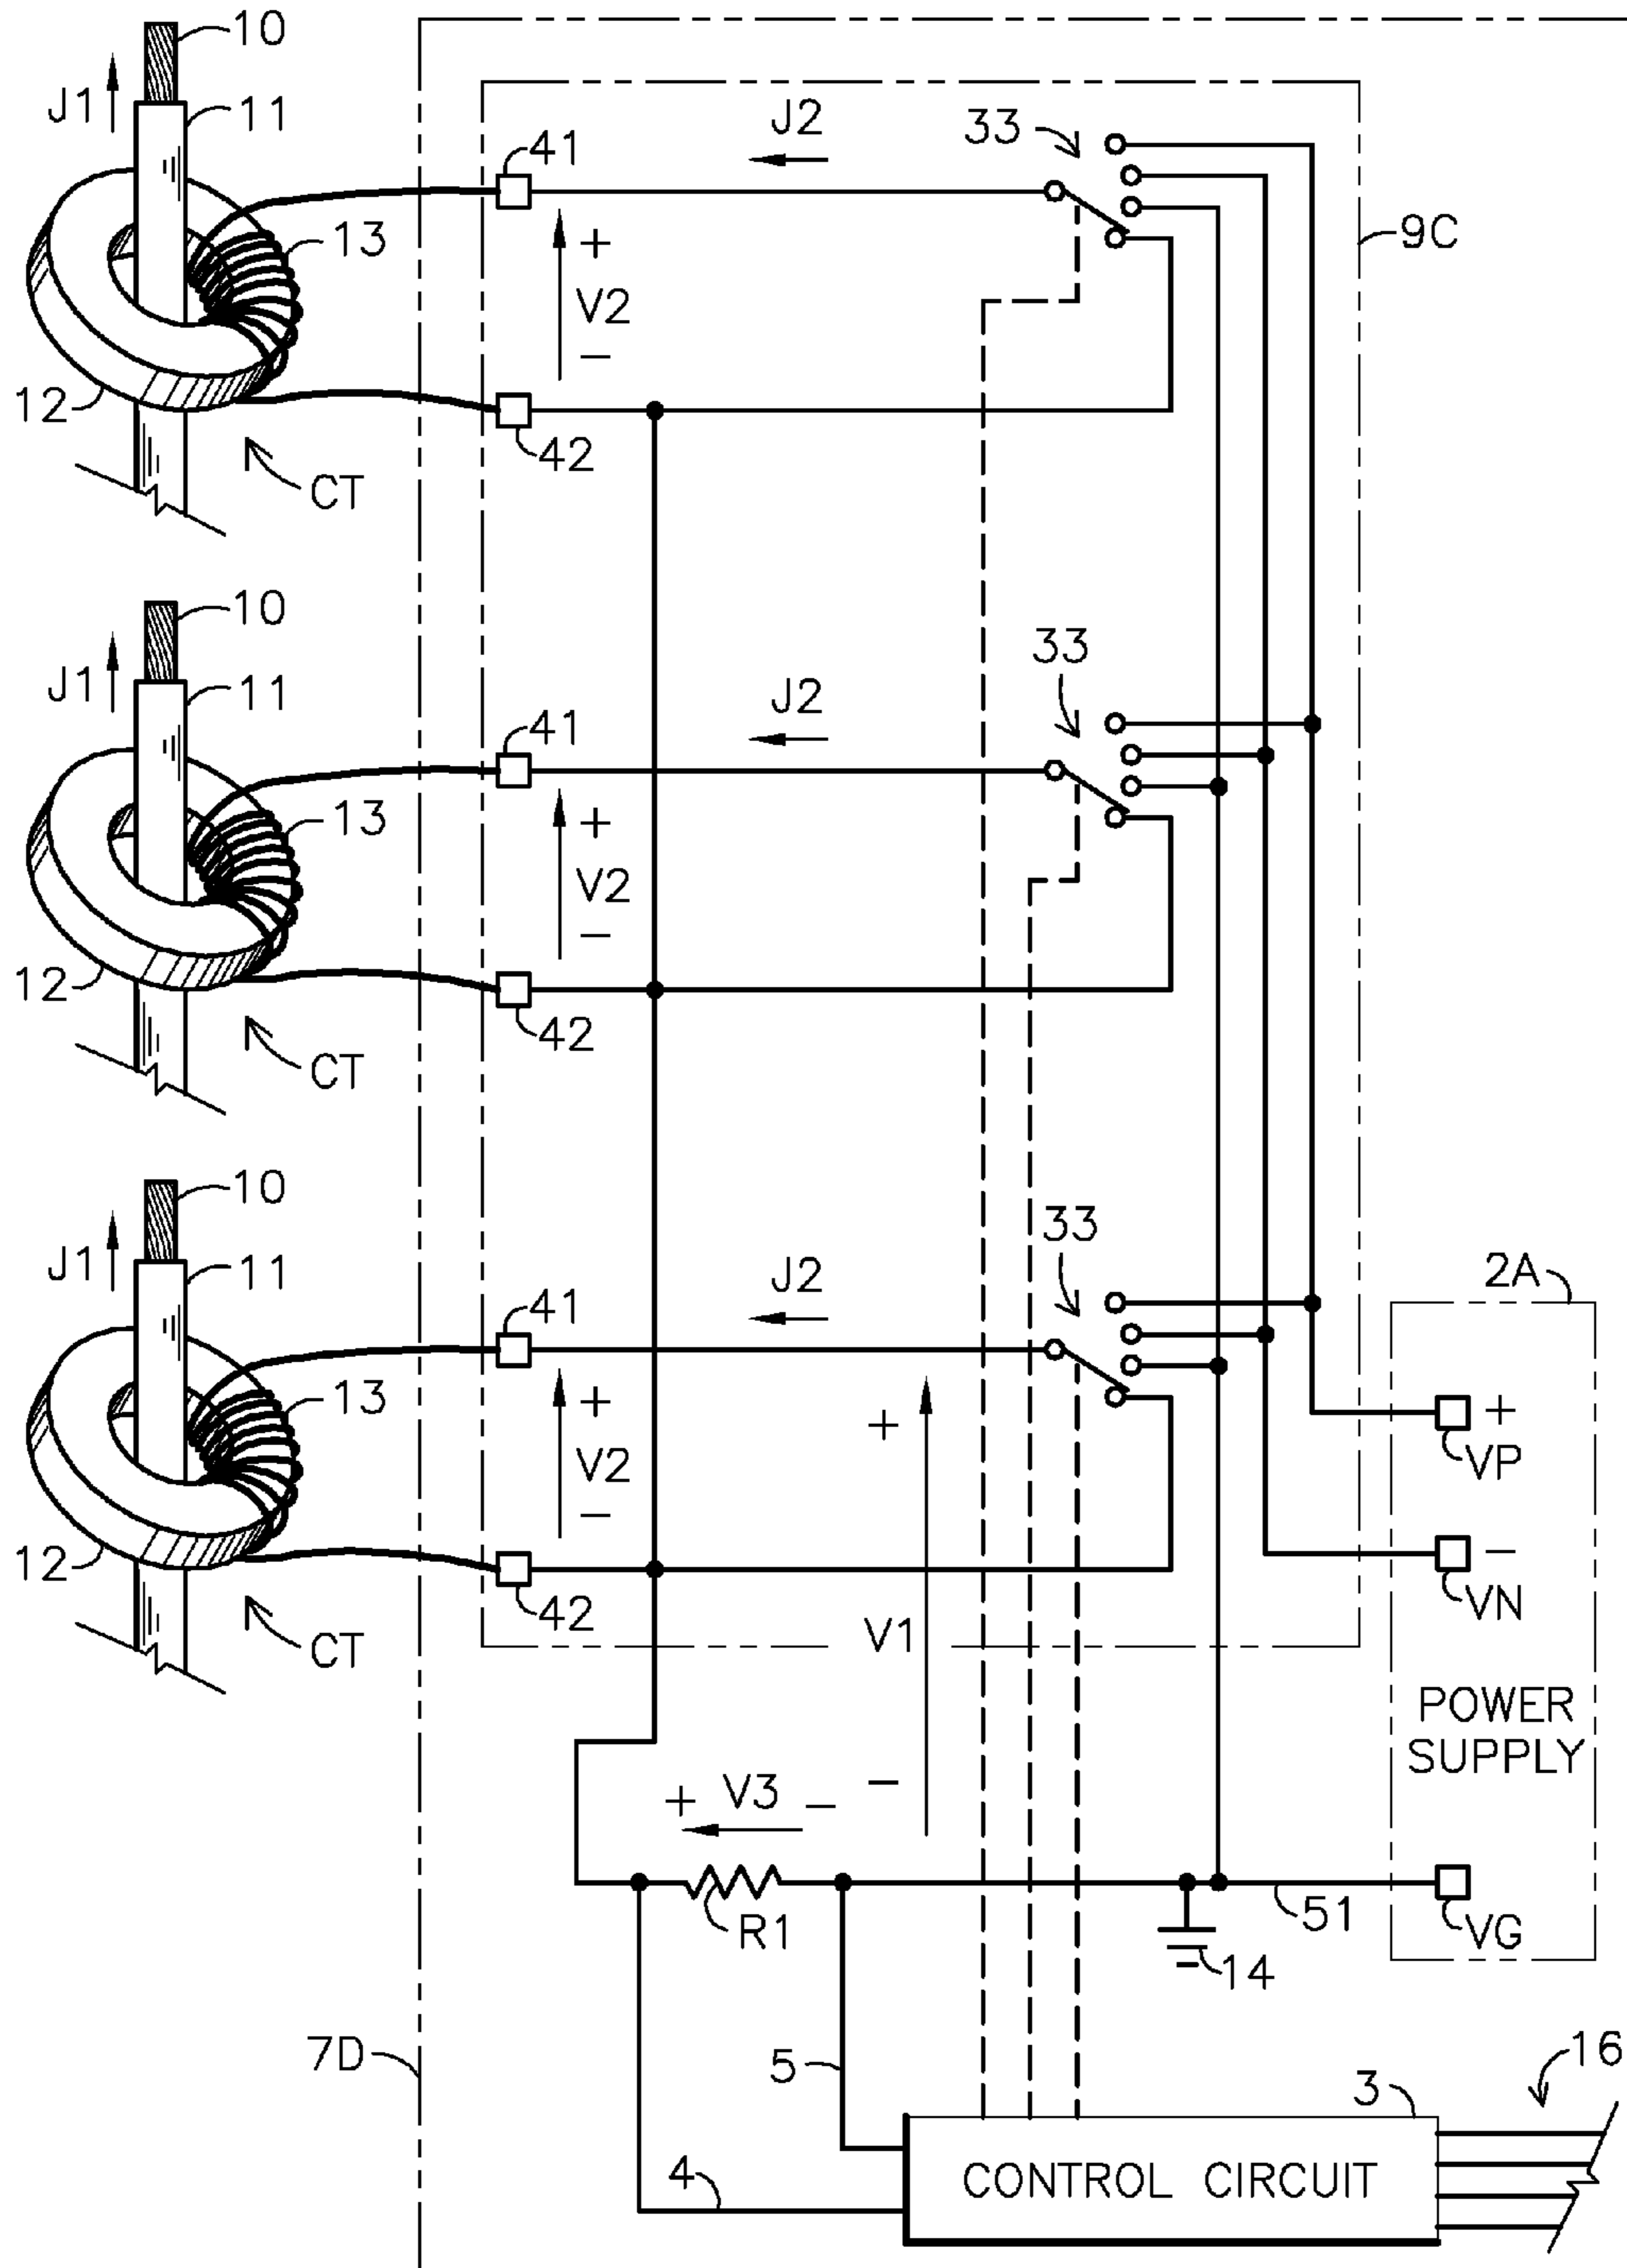 10
J1
11
J2
33
41
9C
13
+
V2
−
12
42
CT
10
33
J1
11
J2
41
13
+
V2
−
12
42
CT
10
33
J1
11
J2
2A
41
13
+
+
+
VP
V2
−
−
VN
12
42
V1
CT
POWER
SUPPLY
+ V3 −
−
R1
51
VG
14
7D
5
16
3
4
CONTROL CIRCUIT